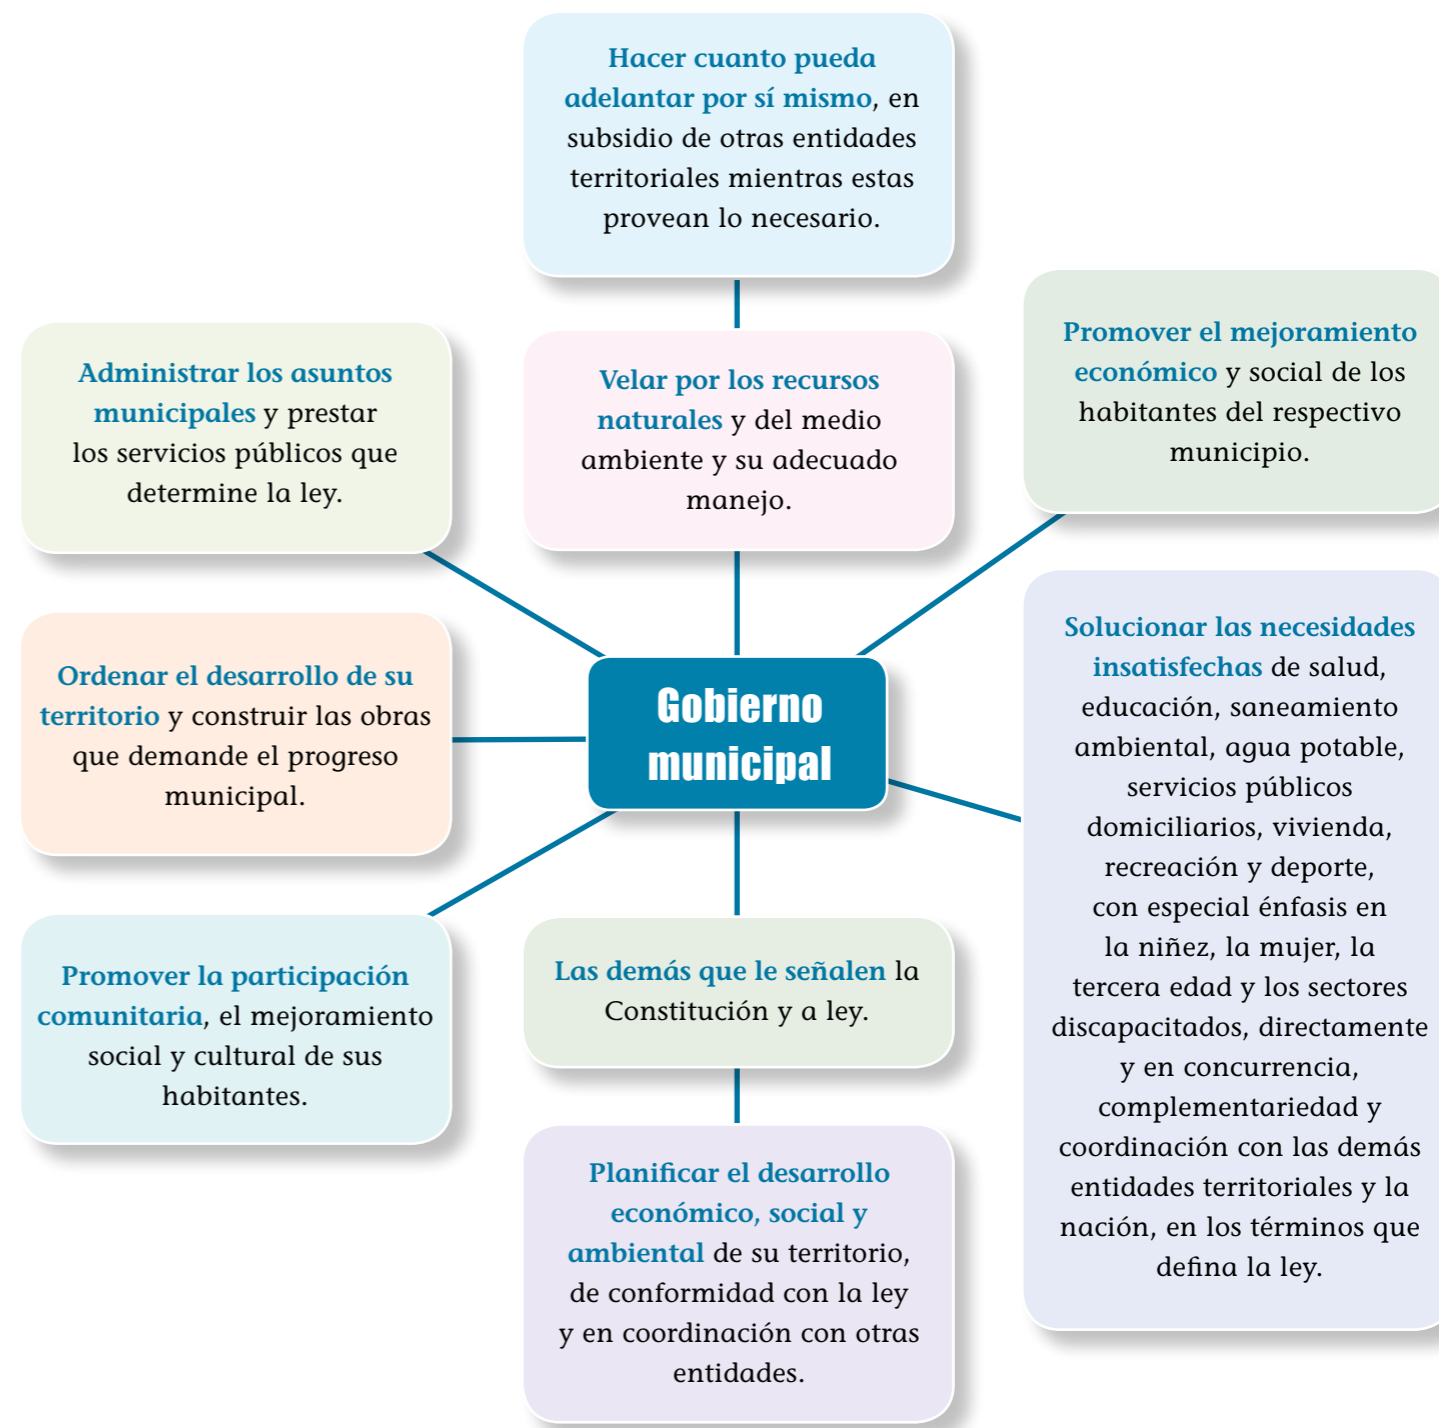 Hacer cuanto pueda
adelantar por sí mismo, en
subsidio de otras entidades
territoriales mientras estas
provean lo necesario.
Administrar los asuntos
municipales y prestar
los servicios públicos que
determine la ley.
Velar por los recursos
naturales y del medio
ambiente y su adecuado
manejo.
Promover el mejoramiento
económico y social de los
habitantes del respectivo
municipio.
Ordenar el desarrollo de su
territorio y construir las obras
que demande el progreso
municipal.
Gobierno
municipal
Solucionar las necesidades
insatisfechas de salud,
educación, saneamiento
ambiental, agua potable,
servicios públicos
domiciliarios, vivienda,
recreación y deporte,
con especial énfasis en
la niñez, la mujer, la
tercera edad y los sectores
discapacitados, directamente
y en concurrencia,
complementariedad y
coordinación con las demás
entidades territoriales y la
nación, en los términos que
defina la ley.
Promover la participación
comunitaria, el mejoramiento
social y cultural de sus
habitantes.
Las demás que le señalen la
Constitución y a ley.
Planificar el desarrollo
económico, social y
ambiental de su territorio,
de conformidad con la ley
y en coordinación con otras
entidades.